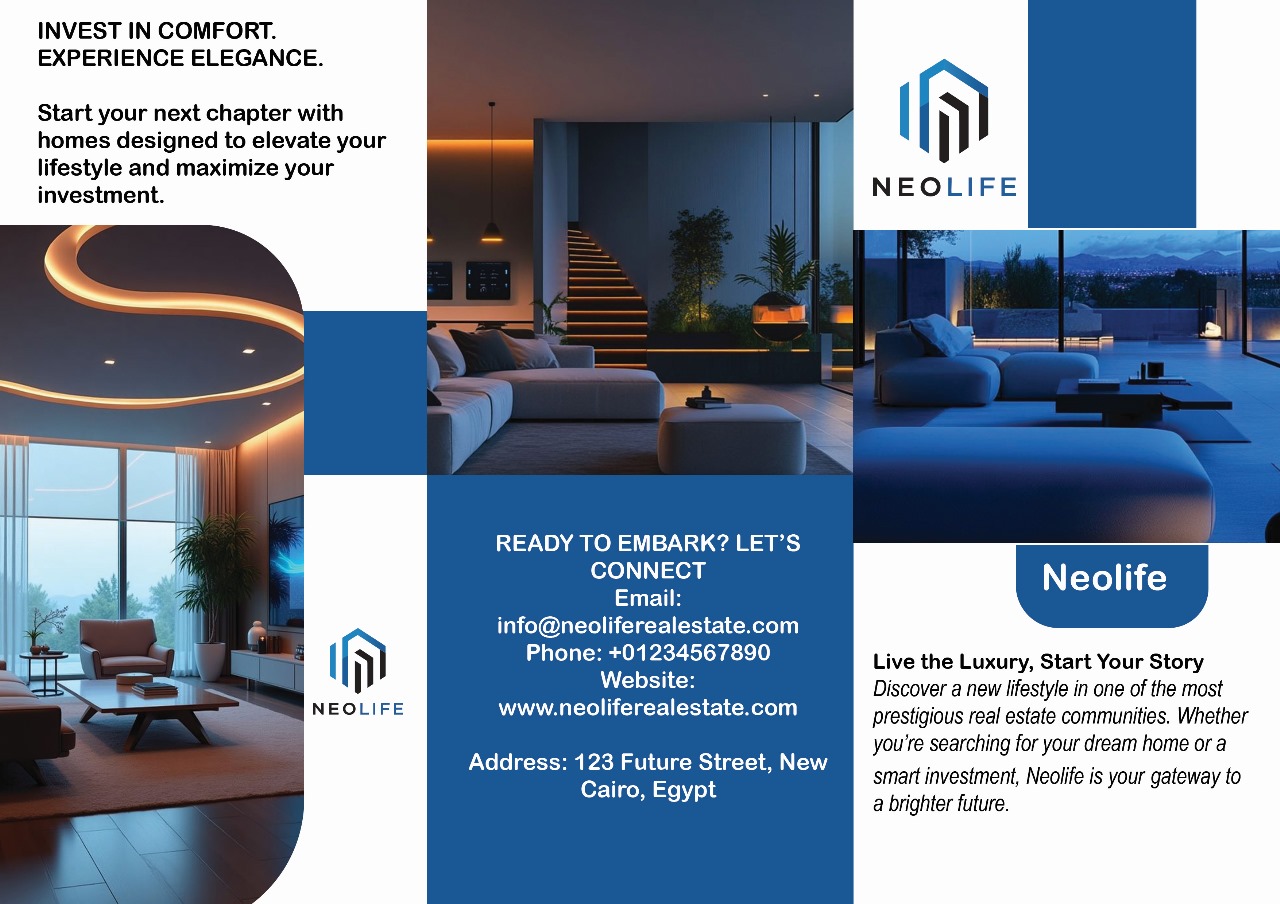 INVEST IN COMFORT.
EXPERIENCE ELEGANCE.
Start your next chapter with
homes designed to elevate your
lifestyle and maximize your
investment.
NEOLIFE
READY TO EMBARK? LET’S
CONNECT
Email:
info@neoliferealestate.com
Phone: +01234567890
Website:
www.neoliferealestate.com
Address: 123 Future Street, New
Cairo, Egypt
NEOLIFE
Neolife
Live the Luxury, Start Your Story
Discover a new lifestyle in one of the most
prestigious real estate communities. Whether
you’re searching for your dream home or a
smart investment, Neolife is your gateway to
a brighter future.